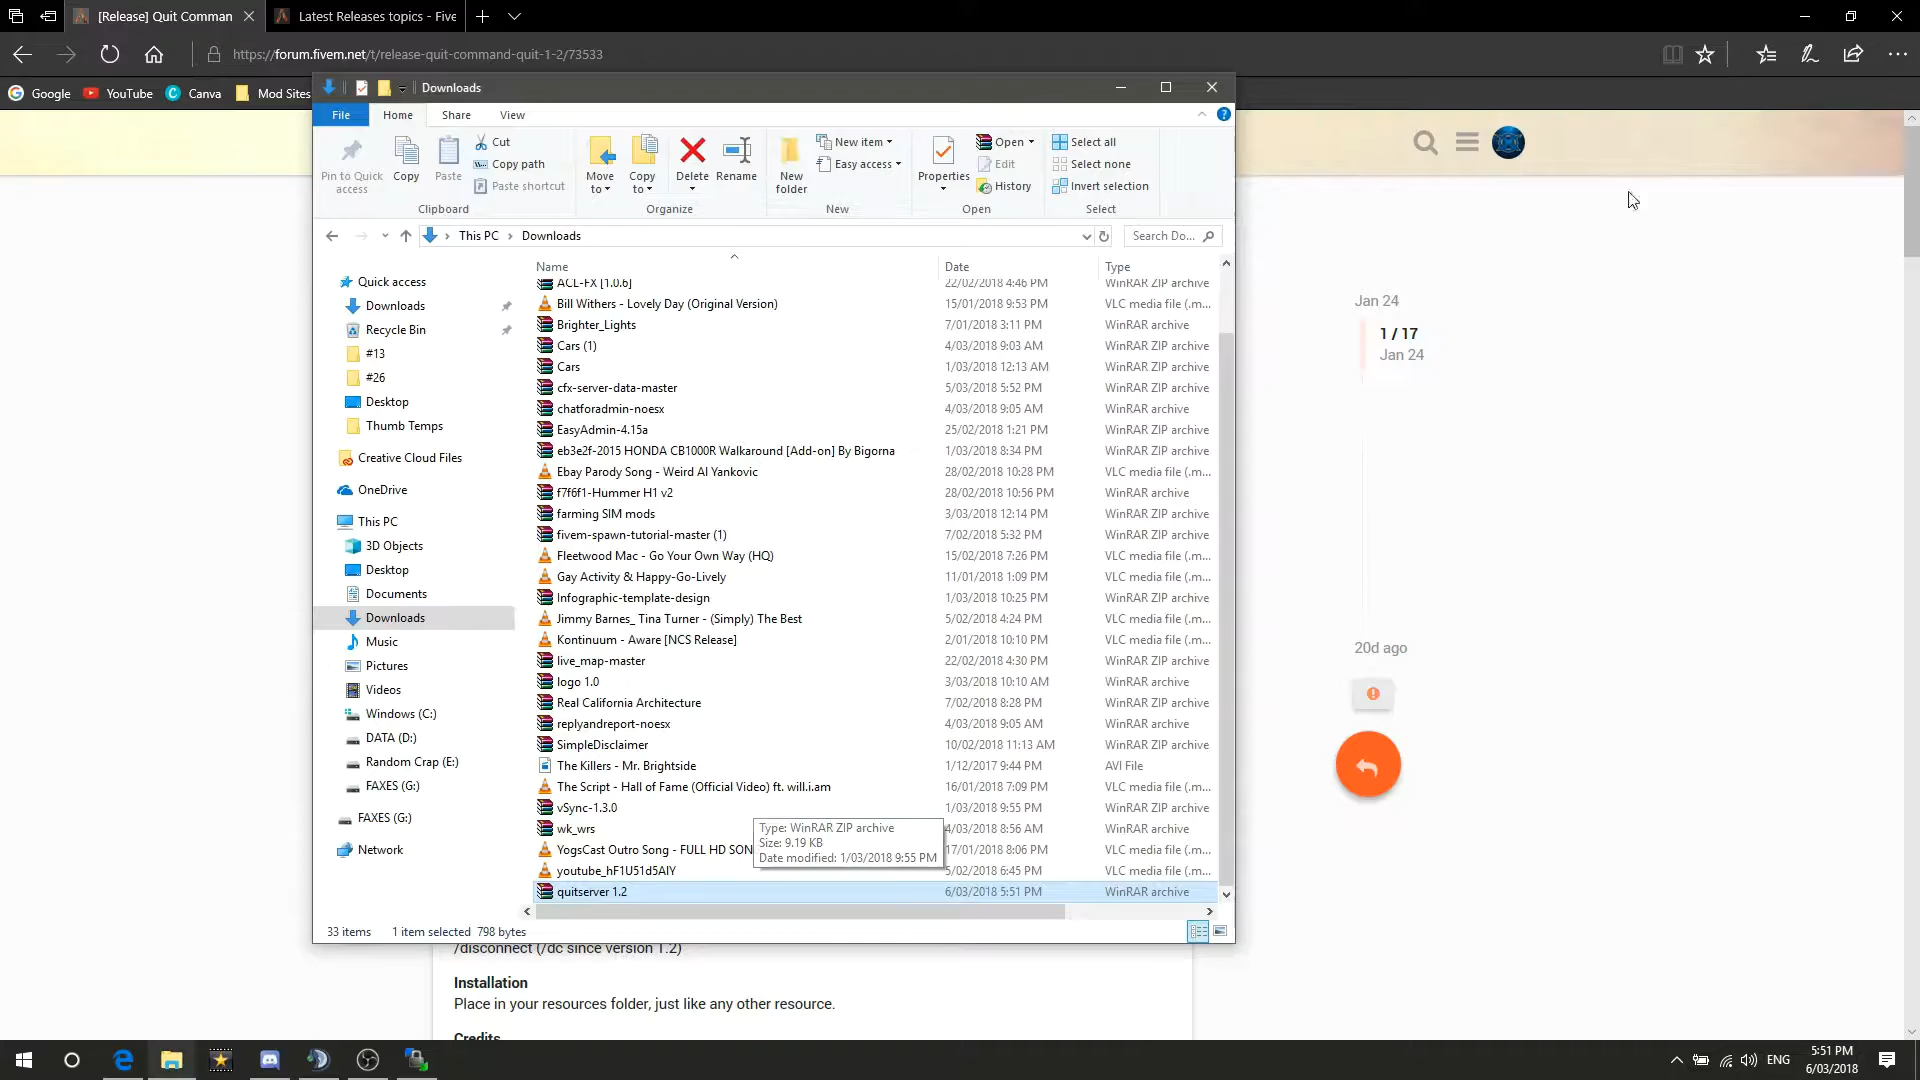 [Release] Quit Comman
Latest Releases topics - Five
https://forum.fivem.net/t/release-quit-command-quit-1-2/73533
Google
YouTube
Canva
Mod Sites
Downloads
File
Home
Share
View
Pin to Quick access
Copy
Paste
Cut
Copy path
Paste shortcut
Clipboard
Move to
Copy to
Delete
Rename
Organize
New folder
New item
Easy access
New
Properties
Open
Edit
History
Open
Select all
Select none
Invert selection
Select
This PC > Downloads
Search Do...
Quick access
Downloads
Recycle Bin
#13
#26
Desktop
Thumb Temps
Creative Cloud Files
OneDrive
This PC
3D Objects
Desktop
Documents
Downloads
Music
Pictures
Videos
Windows (C:)
DATA (D:)
Random Crap (E:)
FAXES (G:)
FAXES (G:)
Network
Name Date Type
ACL-FX [1.0.6] 22/02/2018 4:46 PM WinRAR ZIP archive
Bill Withers - Lovely Day (Original Version) 15/01/2018 9:53 PM VLC media file (.m...
Brighter_Lights 7/01/2018 3:11 PM WinRAR archive
Cars (1) 4/03/2018 9:03 AM WinRAR ZIP archive
Cars 1/03/2018 12:13 AM WinRAR ZIP archive
cfx-server-data-master 5/03/2018 5:52 PM WinRAR ZIP archive
chatforadmin-noesx 4/03/2018 9:05 AM WinRAR archive
EasyAdmin-4.15a 25/02/2018 1:21 PM WinRAR ZIP archive
eb3e2f-2015 HONDA CB1000R Walkaround [Add-on] By Bigorna 1/03/2018 8:34 PM WinRAR ZIP archive
Ebay Parody Song - Weird Al Yankovic 28/02/2018 10:28 PM VLC media file (.m...
f7f6f1-Hummer H1 v2 28/02/2018 10:56 PM WinRAR archive
farming SIM mods 3/03/2018 12:14 PM WinRAR ZIP archive
fivem-spawn-tutorial-master (1) 7/02/2018 5:32 PM WinRAR ZIP archive
Fleetwood Mac - Go Your Own Way (HQ) 15/02/2018 7:26 PM VLC media file (.m...
Gay Activity & Happy-Go-Lively 11/01/2018 1:09 PM VLC media file (.m...
Infographic-template-design 1/03/2018 10:25 PM WinRAR ZIP archive
Jimmy Barnes_ Tina Turner - (Simply) The Best 5/02/2018 4:24 PM VLC media file (.m...
Kontinuum - Aware [NCS Release] 2/01/2018 10:10 PM VLC media file (.m...
live_map-master 22/02/2018 4:30 PM WinRAR ZIP archive
logo 1.0 3/03/2018 10:10 AM WinRAR ZIP archive
Real California Architecture 7/02/2018 8:28 PM WinRAR ZIP archive
replyandreport-noesx 4/03/2018 9:05 AM WinRAR archive
SimpleDisclaimer 10/02/2018 11:13 AM WinRAR ZIP archive
The Killers - Mr. Brightside 1/12/2017 9:44 PM AVI File
The Script - Hall of Fame (Official Video) ft. will.i.am 16/01/2018 7:09 PM VLC media file (.m...
vSync-1.3.0 1/03/2018 9:55 PM WinRAR ZIP archive
wk_wrs 4/03/2018 8:56 AM WinRAR archive
YogsCast Outro Song - FULL HD SON 17/01/2018 8:06 PM VLC media file (.m...
youtube_hF1U51d5AIY 5/02/2018 6:45 PM VLC media file (.m...
quitserver 1.2 6/03/2018 5:51 PM WinRAR archive
Type: WinRAR ZIP archive
Size: 9.19 KB
Date modified: 1/03/2018 9:55 PM
33 items 1 item selected 798 bytes
Jan 24
1 / 17
Jan 24
20d ago
/disconnect (/dc since version 1.2)
Installation
Place in your resources folder, just like any other resource.
Credits
ENG
5:51 PM
6/03/2018